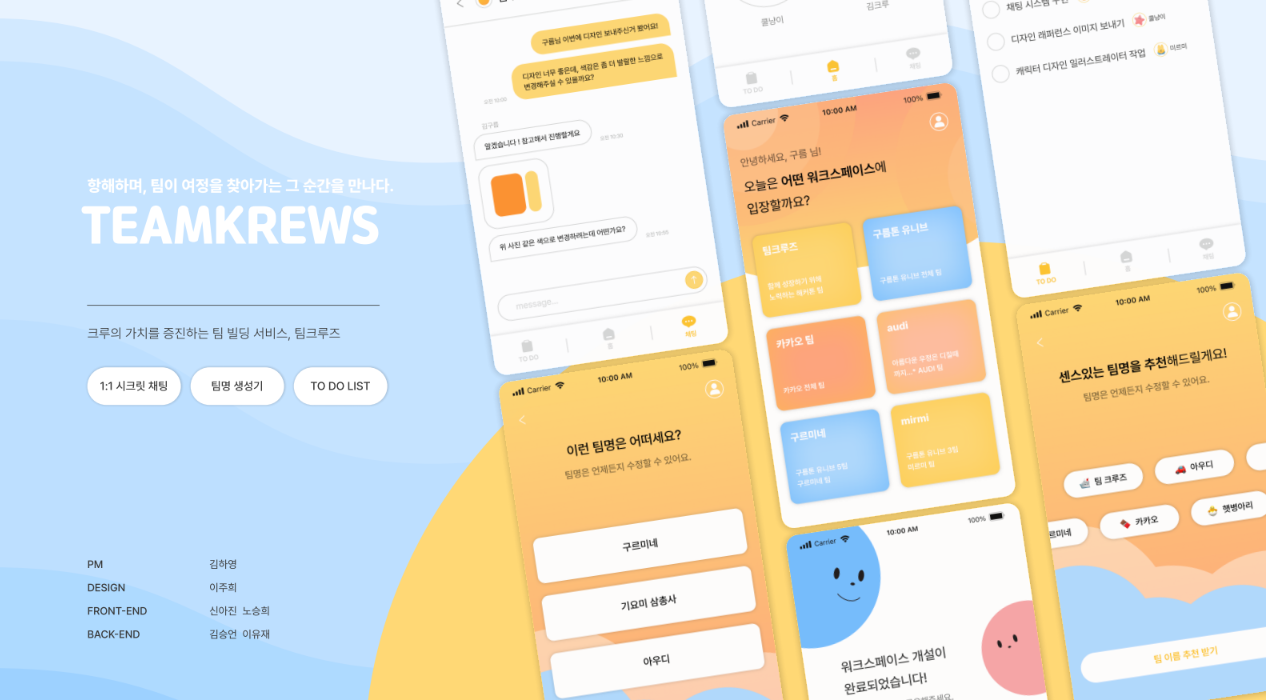 항해하며, 팀이 여정을 찾아가는 그 순간을 만나다.
TEAMKREWS
크루의 가치를 증진하는 팀 빌딩 서비스, 팀크루즈
1:1 시크릿 채팅
팀명 생성기
TO DO LIST
PM 김하영
DESIGN 이주희
FRONT-END 신아진 노승희
BACK-END 김승언 이유재
구름님 이번에 디자인 보내주신거 봤어요!
디자인 너무 좋은데, 색감은 좀 더 발랄한 느낌으로
변경해주실 수 있을까요?
김구름
알겠습니다 ! 참고해서 진행할게요
위 사진 같은 색으로 변경하려는데 어떤가요?
message...
TO DO
홈
채팅
쿨냥이
김크루
TO DO
홈
채팅
채팅 시스템
디자인 래퍼런스 이미지 보내기
쿨냥이
캐릭터 디자인 일러스트레이터 작업
미르미
TO DO
홈
채팅
Carrier
10:00 AM
100%
안녕하세요, 구름 님!
오늘은 어떤 워크스페이스에
입장할까요?
팀크루즈
함께 성장하기 위해
노력하는 해커톤 팀
구름톤 유니브
구름톤 유니브 전체 팀
카카오 팀
카카오 전체 팀
audi
아름다운 우정은 디질때
까지...* AUDI 팀
구르미네
구름톤 유니브 5팀
구르미네 팀
mirmi
구름톤 유니브 3팀
미르미 팀
Carrier
10:00 AM
100%
이런 팀명은 어떠세요?
팀명은 언제든지 수정할 수 있어요.
구르미네
기요미 삼총사
아우디
Carrier
10:00 AM
100%
워크스페이스 개설이
완료되었습니다!
Carrier
10:00 AM
100%
센스있는 팀명을 추천해드릴게요!
팀명은 언제든지 수정할 수 있어요.
팀 크루즈
아우디
르미네
카카오
햇병아리
팀 이름 추천 받기